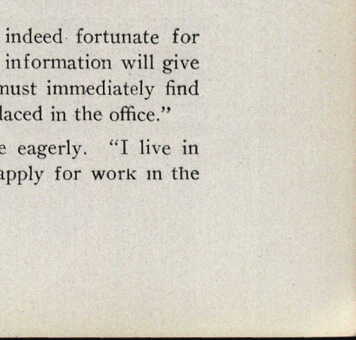 indeed fortunate for
information will give
must immediately find
laced in the office.”
e eagerly. “I live in
apply for work in the